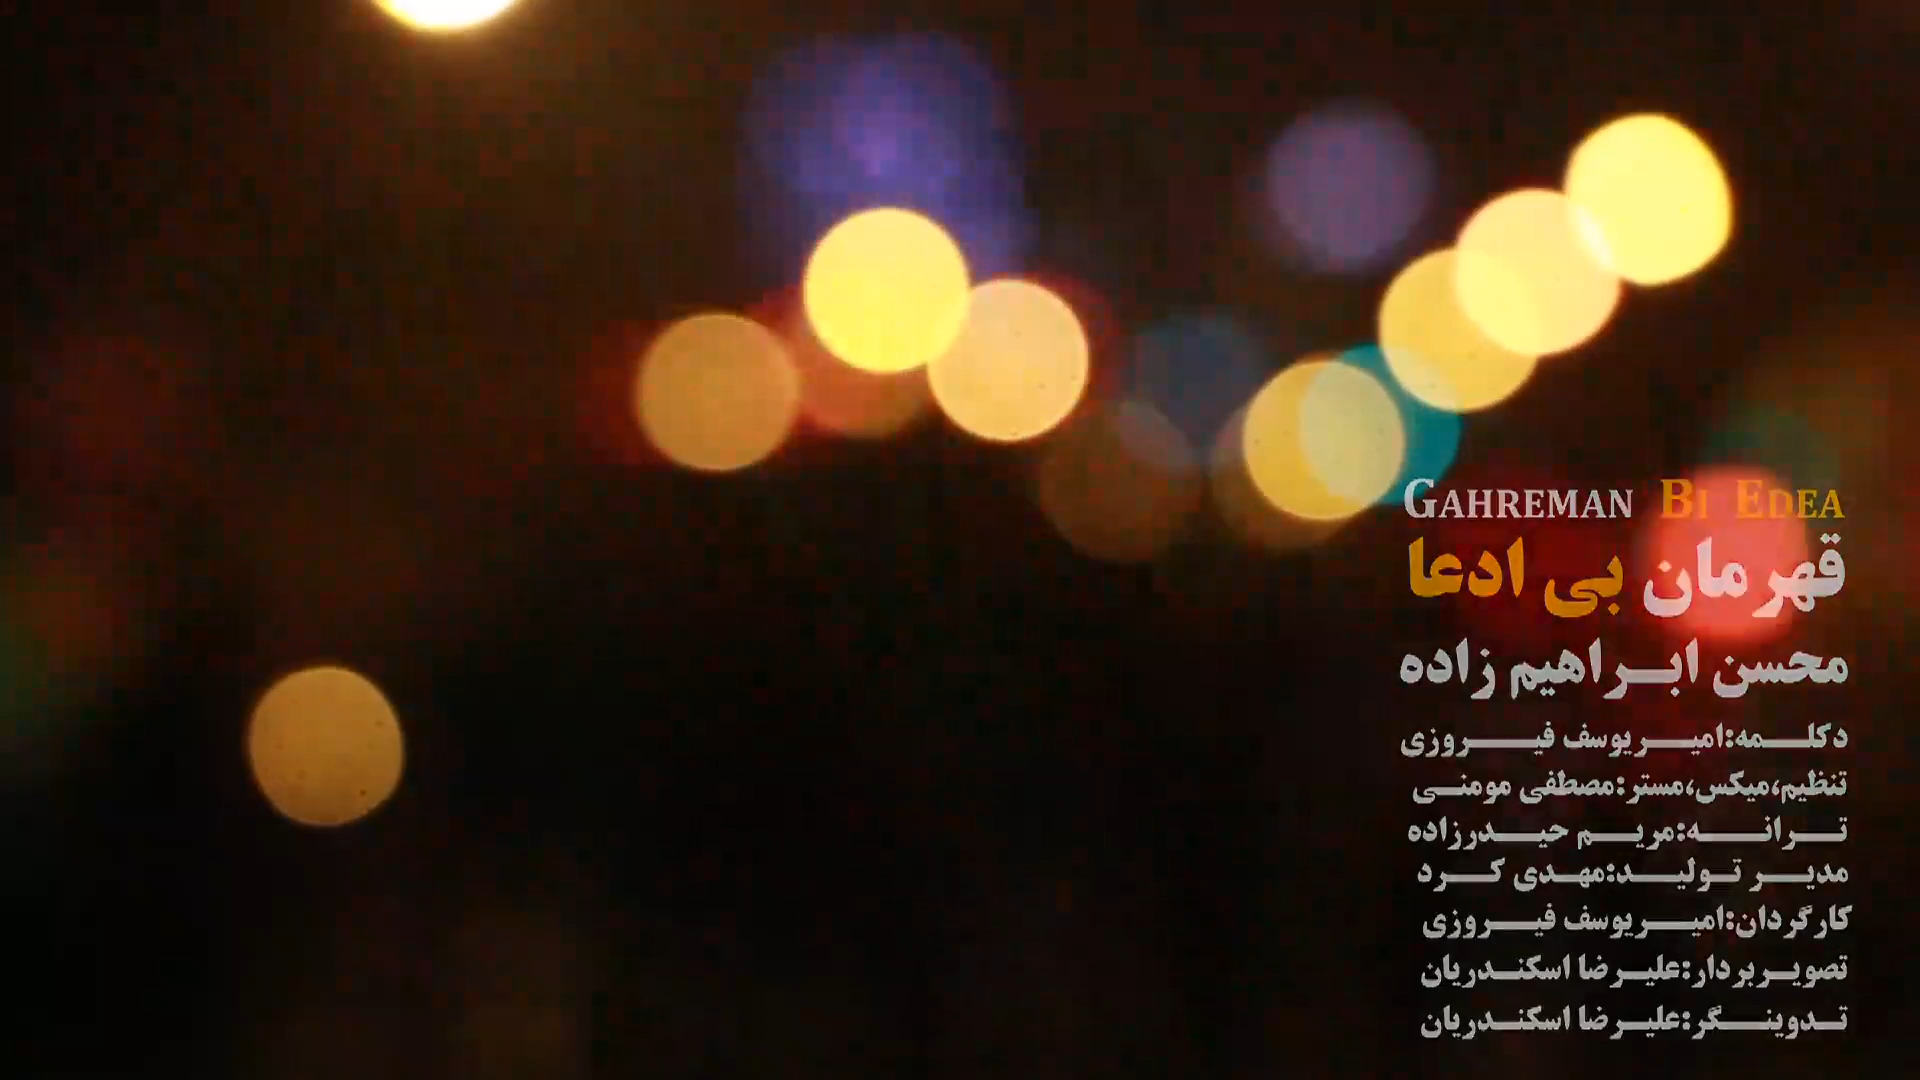 GAHREMAN BI EDEA
قهرمان بی ادعا
محسن ابراهیم زاده
دکلمه:امیریوسف فیروزی
تنظیم،میکس،مستر:مصطفی مومنی
ترانه:مریم حیدرزاده
مدیر تولید:مهدی کرد
کارگردان:امیریوسف فیروزی
تصویربردار:علیرضا اسکندریان
تدوینگر:علیرضا اسکندریان